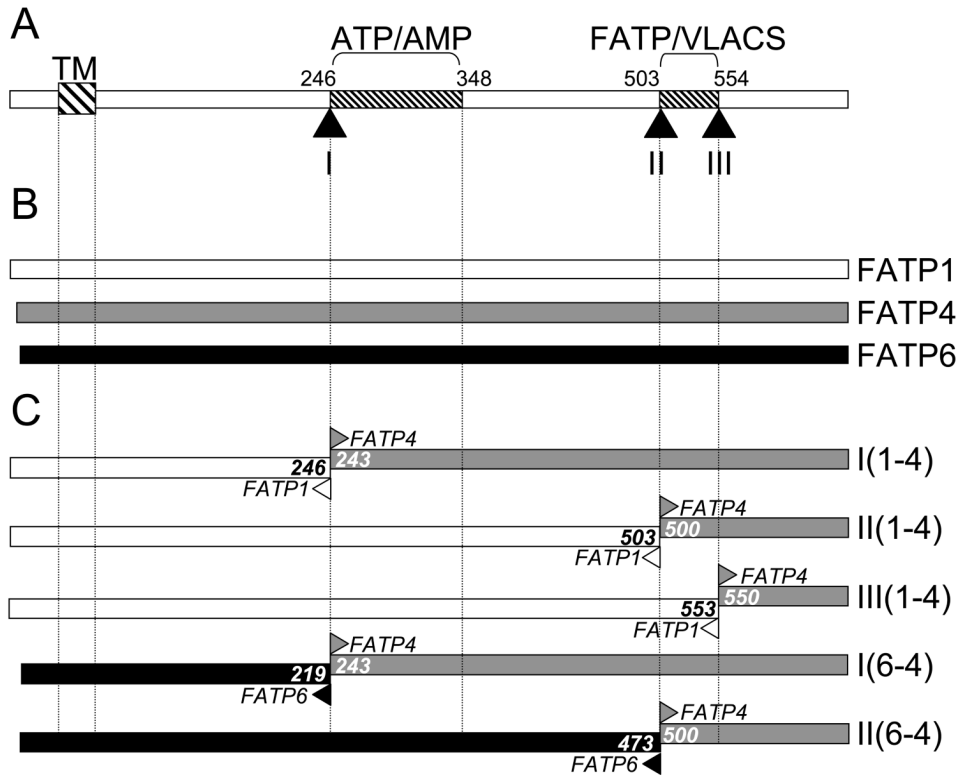 A
ATP/AMP FATP/VLACS
TM
246 348 503 554
I II III
B
FATP1
FATP4
FATP6
C
FATP4
246 243 I(1-4)
FATP1
FATP4
503 500 II(1-4)
FATP1
FATP4
553 550 III(1-4)
FATP1
FATP4
219 243 I(6-4)
FATP6
FATP4
473 500 II(6-4)
FATP6